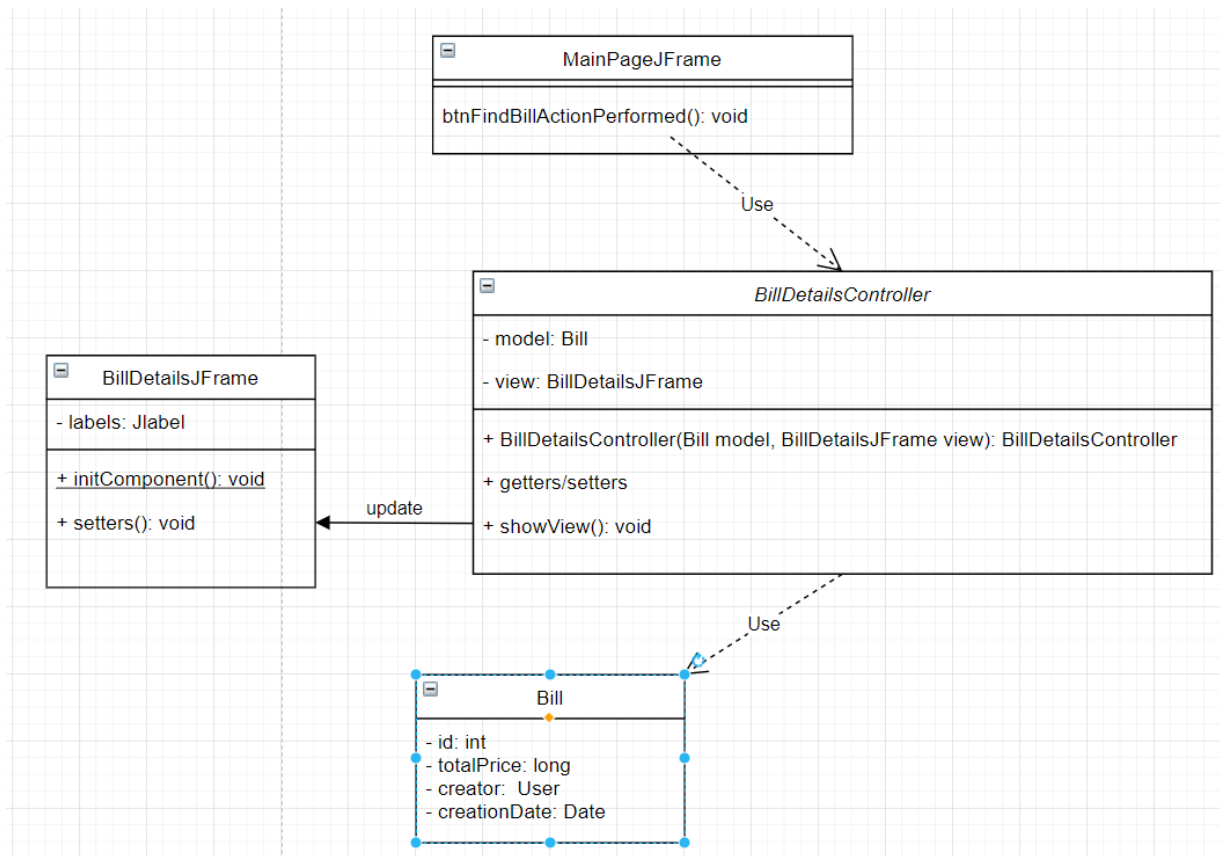 MainPageJFrame
btnFindBillActionPerformed(): void
Use
BillDetailsController
- model: Bill
- view: BillDetailsJFrame
+ BillDetailsController(Bill model, BillDetailsJFrame view): BillDetailsController
+ getters/setters
+ showView(): void
BillDetailsJFrame
- labels: Jlabel
+ initComponent(): void
+ setters(): void
update
Use
Bill
- id: int
- totalPrice: long
- creator:  User
- creationDate: Date